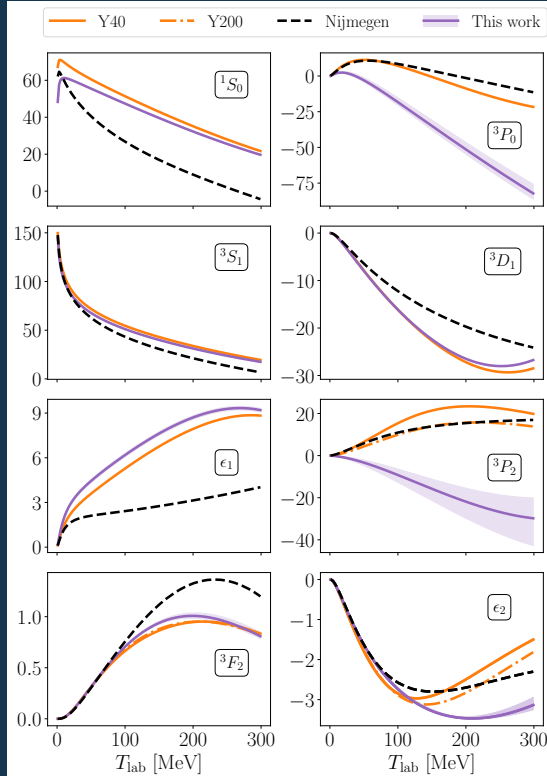 Y40 Y200 Nijmegen This work
60
40
20
0
¹S₀
0
−25
−50
−75
³P₀
150
100
50
0
³S₁
0
−10
−20
−30
³D₁
9
6
3
0
ϵ₁
20
0
−20
−40
³P₂
1.0
0.5
0.0
³F₂
0
−1
−2
−3
ϵ₂
0 100 200 300
0 100 200 300
T_lab [MeV]
T_lab [MeV]